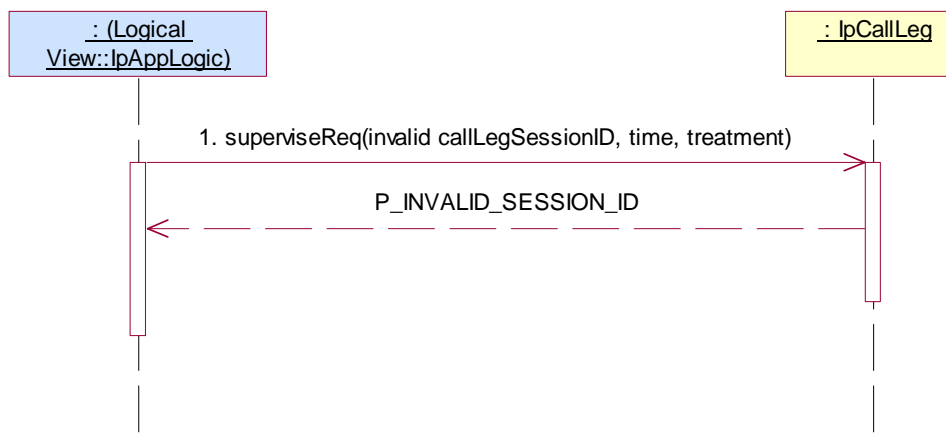 : (Logical
View::IpAppLogic)
: IpCallLeg
1. superviseReq(invalid callLegSessionID, time, treatment)
P_INVALID_SESSION_ID